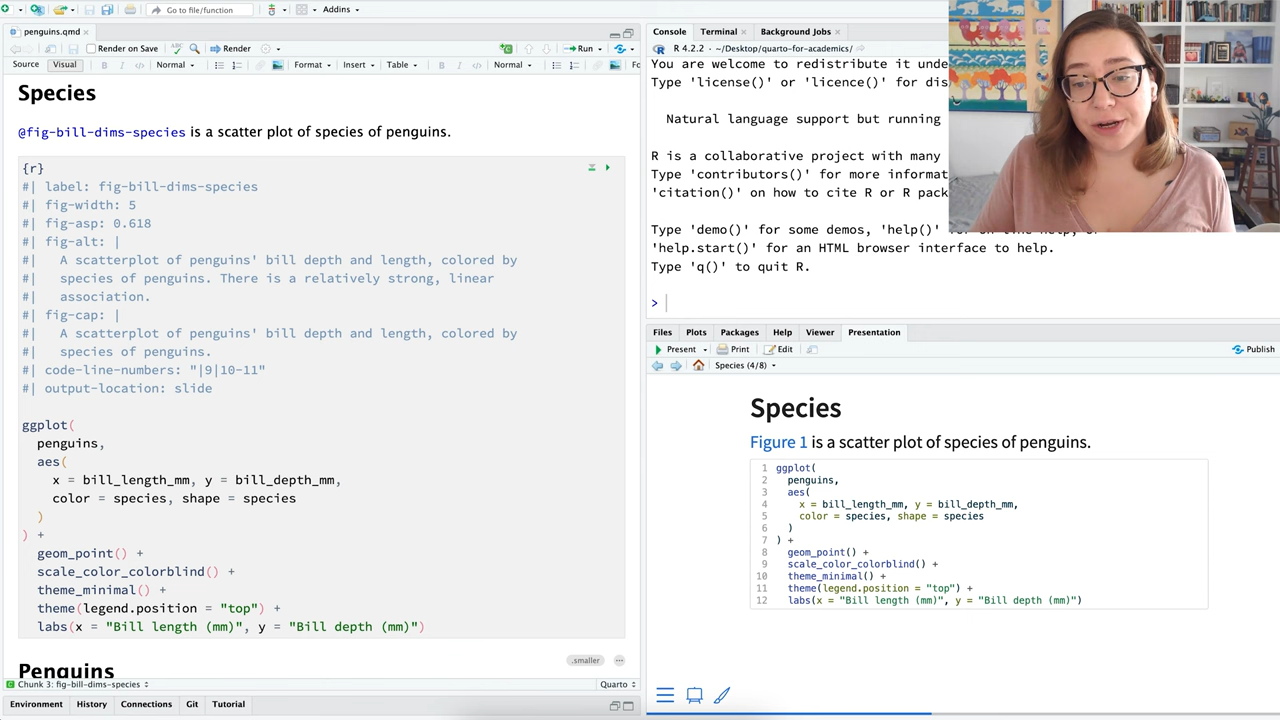 Go to file/function
Addins
penguins.qmd
Render on Save
Render
Run
Source
Visual
Normal
Format
Insert
Table
Normal
Species
@fig-bill-dims-species is a scatter plot of species of penguins.
{r}
#| label: fig-bill-dims-species
#| fig-width: 5
#| fig-asp: 0.618
#| fig-alt: |
#|   A scatterplot of penguins' bill depth and length, colored by
#|   species of penguins. There is a relatively strong, linear
#|   association.
#| fig-cap: |
#|   A scatterplot of penguins' bill depth and length, colored by
#|   species of penguins.
#| code-line-numbers: "|9|10-11"
#| output-location: slide
ggplot(
  penguins,
  aes(
    x = bill_length_mm, y = bill_depth_mm,
    color = species, shape = species
  )
) +
  geom_point() +
  scale_color_colorblind() +
  theme_minimal() +
  theme(legend.position = "top") +
  labs(x = "Bill length (mm)", y = "Bill depth (mm)")
.smaller
Penguins
Chunk 3: fig-bill-dims-species
Quarto
Environment
History
Connections
Git
Tutorial
Console
Terminal
Background Jobs
R 4.2.2 · ~/Desktop/quarto-for-academics/
You are welcome to redistribute it unde
Type 'license()' or 'licence()' for dis
Natural language support but running
R is a collaborative project with many
Type 'contributors()' for more informat
'citation()' on how to cite R or R pack
Type 'demo()' for some demos, 'help()'
'help.start()' for an HTML browser interface to help.
Type 'q()' to quit R.
>
Files
Plots
Packages
Help
Viewer
Presentation
Present
Print
Edit
Publish
Species (4/8)
Species
Figure 1 is a scatter plot of species of penguins.
1 ggplot(
2   penguins,
3   aes(
4     x = bill_length_mm, y = bill_depth_mm,
5     color = species, shape = species
6   )
7 ) +
8   geom_point() +
9   scale_color_colorblind() +
10   theme_minimal() +
11   theme(legend.position = "top") +
12   labs(x = "Bill length (mm)", y = "Bill depth (mm)")